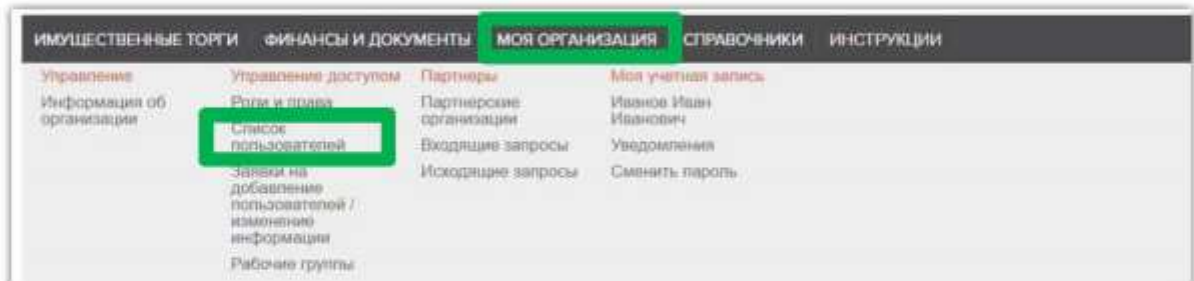 ИМУЩЕСТВЕННЫЕ ТОРГИ ФИНАНСЫ И ДОКУМЕНТЫ МОЯ ОРГАНИЗАЦИЯ СПРАВОЧНИКИ ИНСТРУКЦИИ
Управление
Информация об
организации
Управление доступом
Роли и права
Список
пользователей
Заявки на
добавление
пользователей /
изменение
информации
Рабочие группы
Партнеры
Партнерские
организации
Входящие запросы
Исходящие запросы
Моя учетная запись
Иванов Иван
Иванович
Уведомления
Сменить пароль